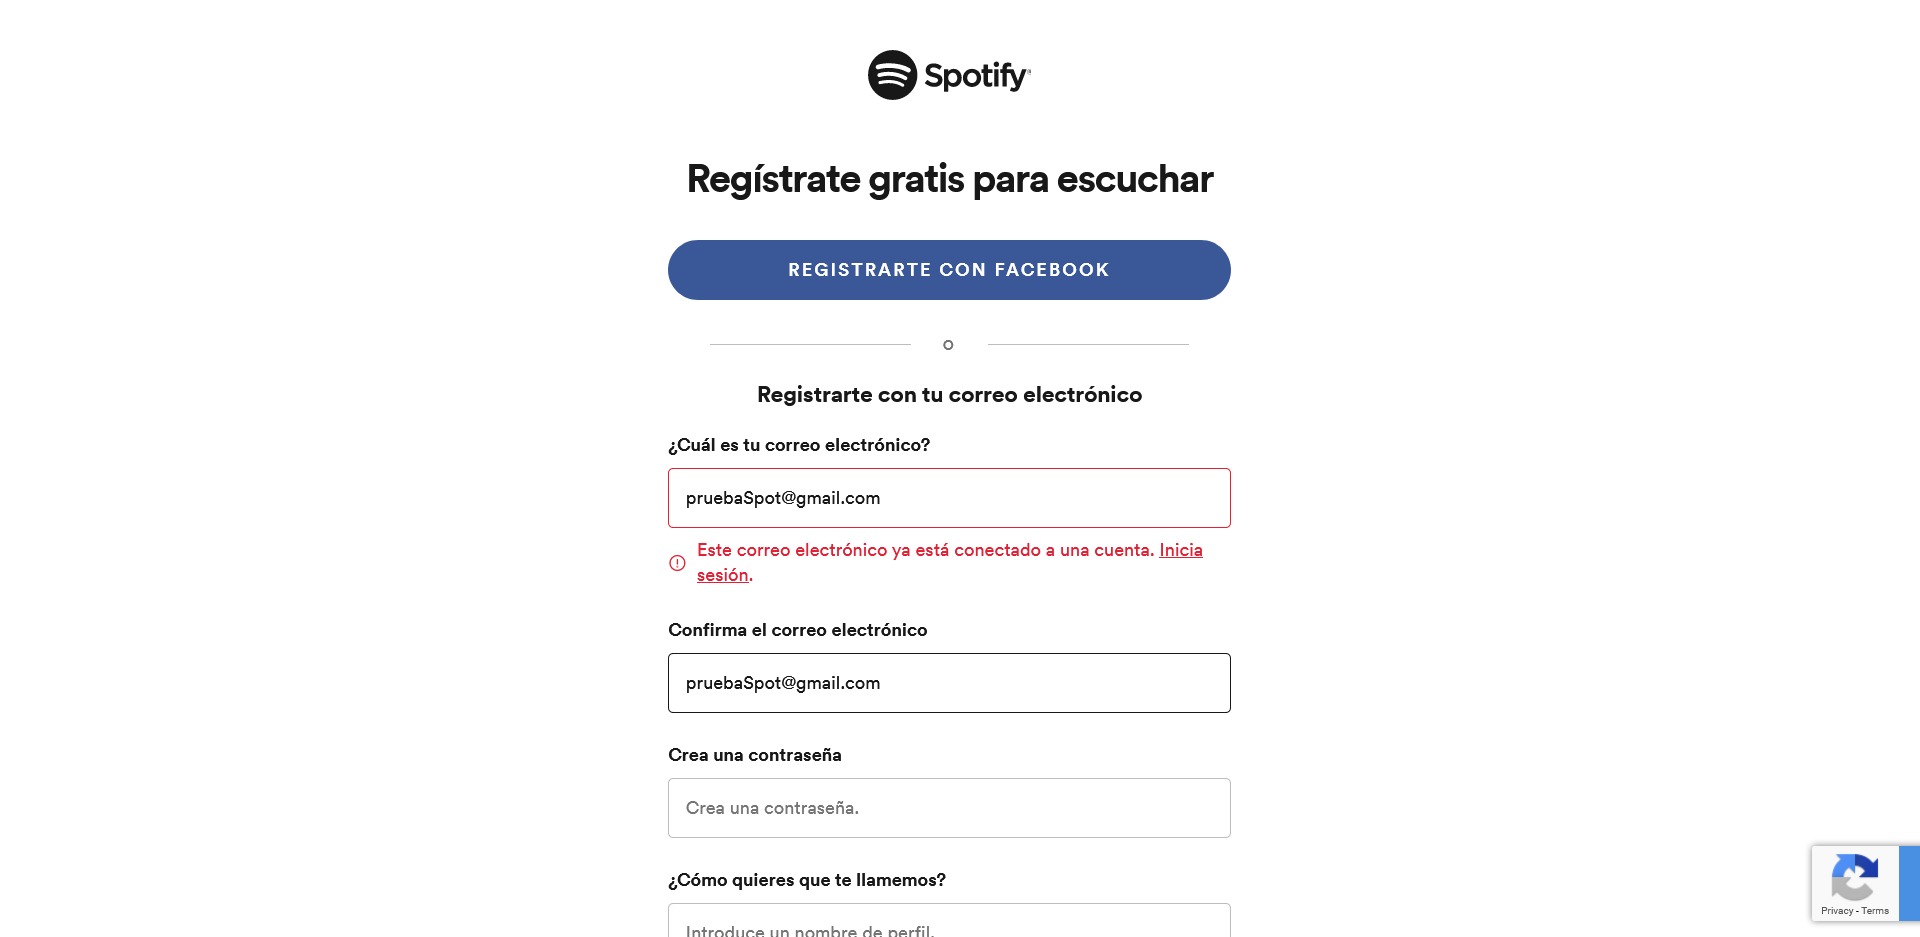 Spotify®
Regístrate gratis para escuchar
REGISTRARTE CON FACEBOOK
o
Registrarte con tu correo electrónico
¿Cuál es tu correo electrónico?
pruebaSpot@gmail.com
Este correo electrónico ya está conectado a una cuenta. Inicia
sesión.
Confirma el correo electrónico
pruebaSpot@gmail.com
Crea una contraseña
Crea una contraseña.
¿Cómo quieres que te llamemos?
Introduce un nombre de perfil.
Privacy - Terms